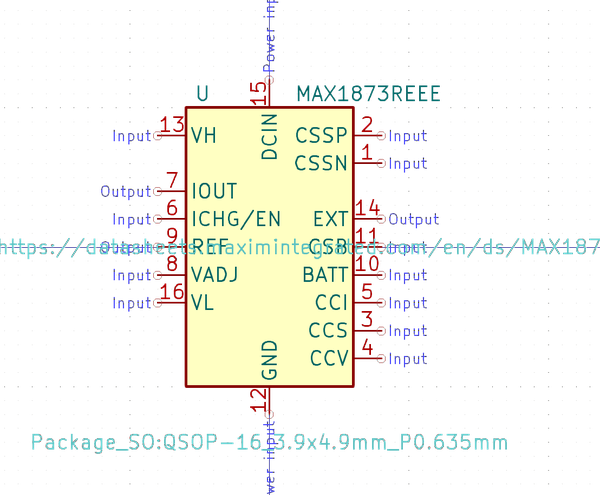 Power inp
15
U MAX1873REEE
DCIN
Input 13 VH CSSP 2 Input
CSSN 1 Input
Output 7 IOUT
Input 6 ICHG/EN EXT 14 Output
Output 9 REF CSB 11 Input
https://datasheets.maximintegrated.com/en/ds/MAX187
Input 8 VADJ BATT 10 Input
Input 16 VL CCI 5 Input
CCS 3 Input
CCV 4 Input
GND
12
wer input
Package_SO:QSOP-16_3.9x4.9mm_P0.635mm